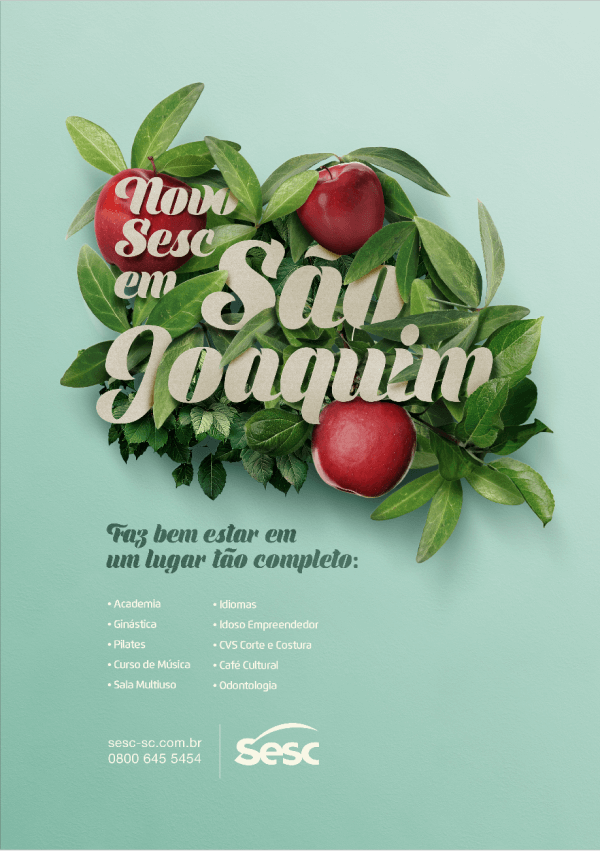 Novo
Sesc
em
São
Joaquim
Faz bem estar em
um lugar tão completo:
• Academia
• Ginástica
• Pilates
• Curso de Música
• Sala Multiuso
• Idiomas
• Idoso Empreendedor
• CVS Corte e Costura
• Café Cultural
• Odontologia
sesc-sc.com.br
0800 645 5454
Sesc